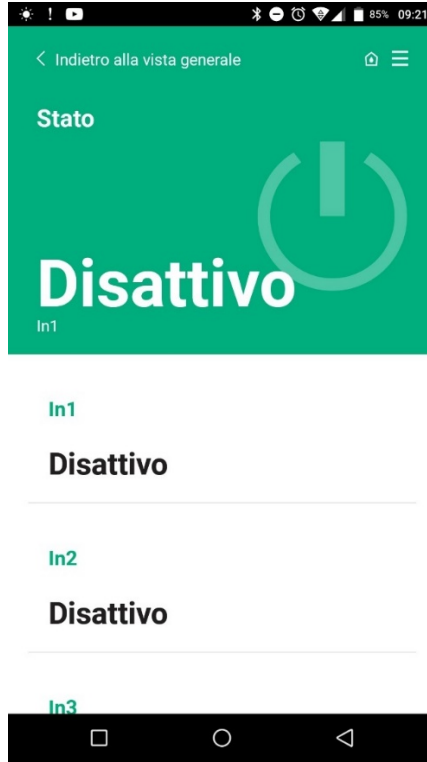 85% 09:21
Indietro alla vista generale
Stato
Disattivo
In1
In1
Disattivo
In2
Disattivo
In3